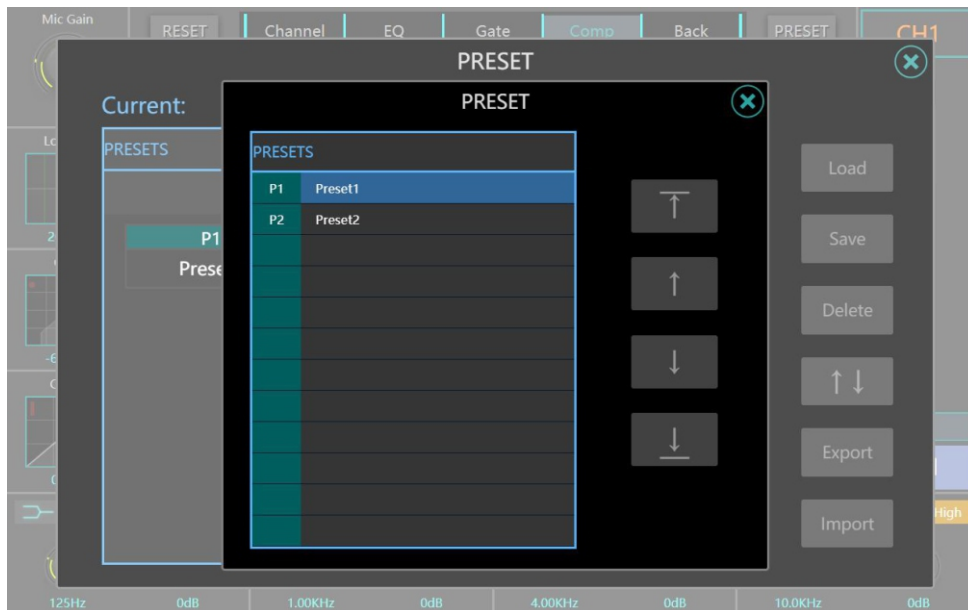 Mic Gain
RESET
Channel
EQ
Gate
Comp
Back
PRESET
CH1
PRESET
Current:
PRESETS
P1
PRESET
PRESETS
P1 Preset1
P2 Preset2
Load
Save
Delete
↑ ↓
Export
Import
High
125Hz
0dB
1.00KHz
0dB
4.00KHz
0dB
10.0KHz
0dB